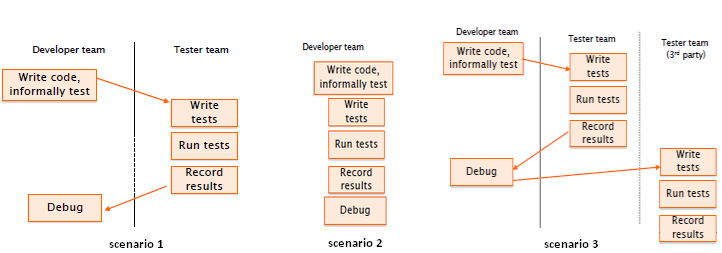 Developer team
Tester team
Write code,
informally test
Write
tests
Run tests
Record
results
Debug
scenario 1
Developer team
Write code,
informally test
Write
tests
Run tests
Record
results
Debug
scenario 2
Developer team
Tester team
Tester team
(3rd party)
Write code,
informally test
Write
tests
Run tests
Record
results
Debug
Write
tests
Run tests
Record
results
scenario 3